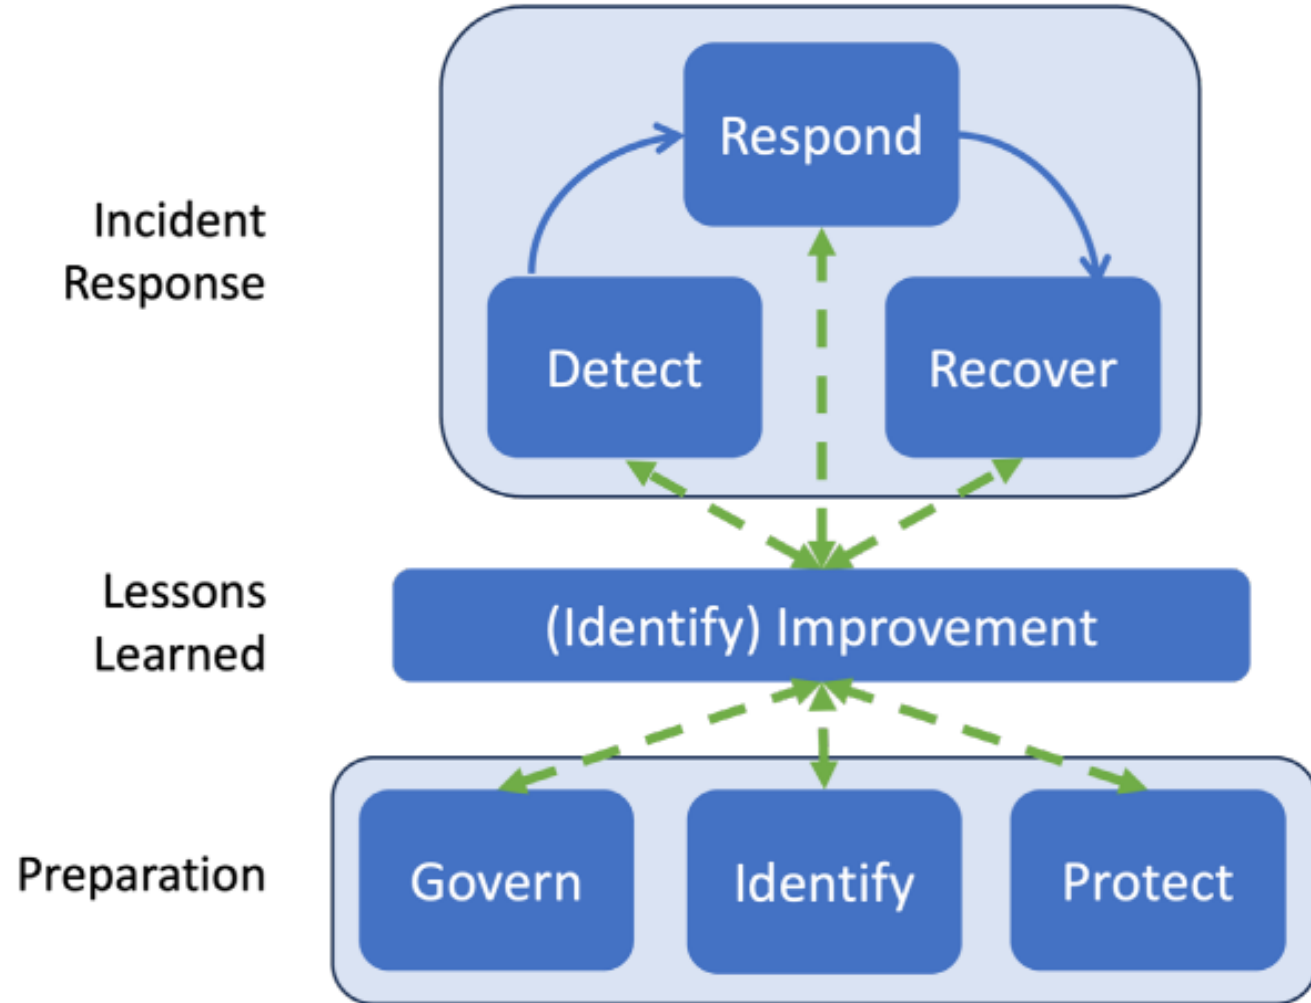 Incident
Response
Respond
Detect
Recover
Lessons
Learned
(Identify) Improvement
Preparation
Govern
Identify
Protect